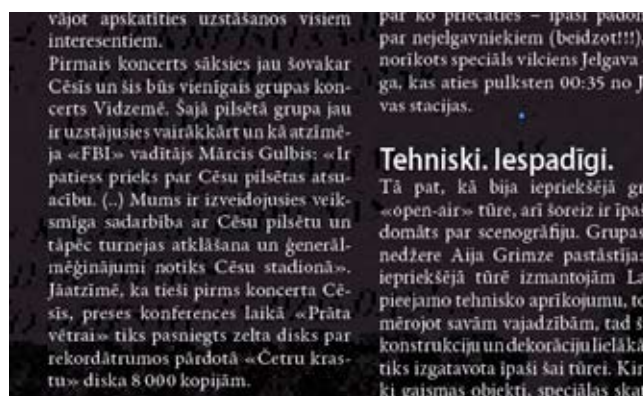 vājot apskatīties uzstāšanos visiem
interesentiem.
Pirmais koncerts sāksies jau šovakar
Cēsīs un šis būs vienīgais grupas kon-
certs Vidzemē. Šajā pilsētā grupa jau
ir uzstājusies vairākkārt un kā atzīmē-
ja «FBI» vadītājs Mārcis Gulbis: «Ir
patiess prieks par Cēsu pilsētas atsu-
acību. (..) Mums ir izveidojusies veik-
smīga sadarbība ar Cēsu pilsētu un
tāpēc turnejas atklāšana un ģenerāl-
mēģinājumi notiks Cēsu stadionā».
Jāatzīmē, ka tieši pirms koncerta Cē-
sīs, preses konferences laikā «Prāta
vētrai» tiks pasniegts zelta disks par
rekordātrumos pārdotā «Četru kras-
tu» diska 8 000 kopijām.
par ko priecāties – īpaši padom
par nejelgavniekiem (beidzot!!!)
norīkots speciāls vilciens Jelgava
ga, kas aties pulksten 00:35 no J
vas stacijas.
Tehniski. Iespadīgi.
Tā pat, kā bija iepriekšējā gr
«open-air» tūre, arī šoreiz ir īpa
domāts par scenogrāfiju. Grupas
nedžere Aija Grimze pastāstīja:
iepriekšējā tūrē izmantojām La
pieejamo tehnisko aprīkojumu, to
mērojot savām vajadzībām, tad š
konstrukciju un dekorāciju lielākā
tiks izgatavota īpaši šai tūrei. Kin
ki gaismas objekti, speciālas skat